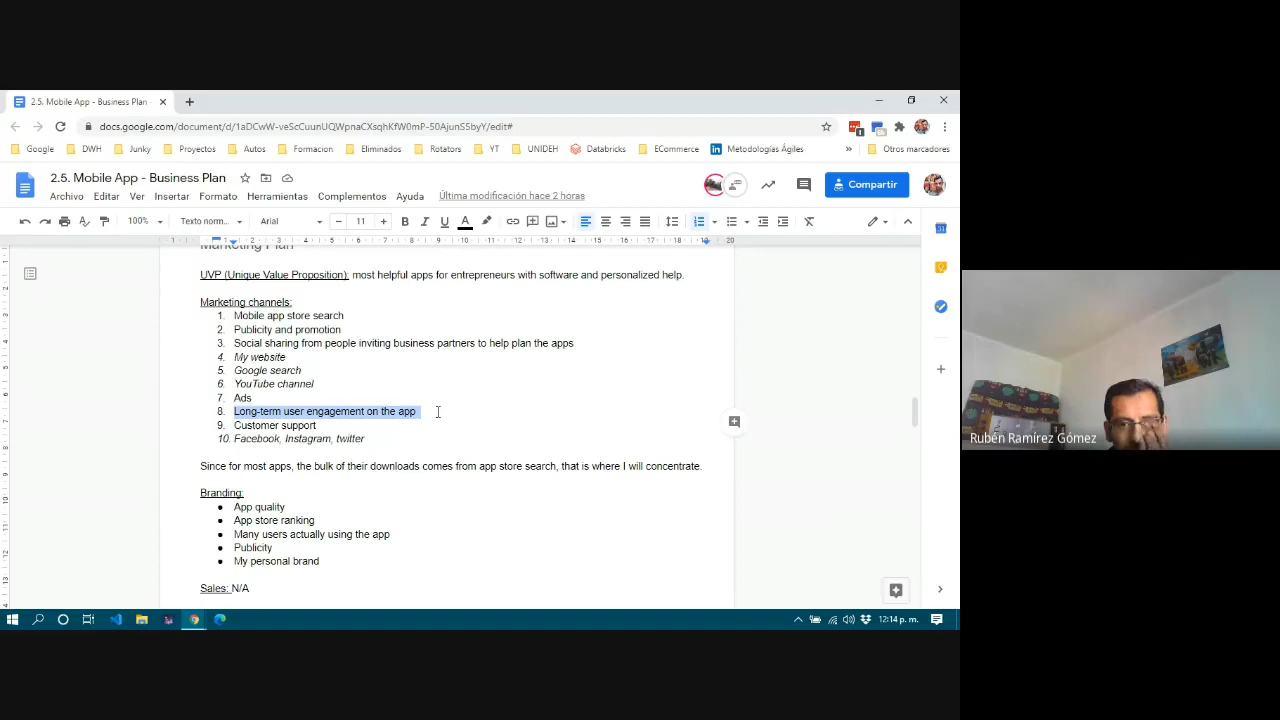 2.5. Mobile App - Business Plan
docs.google.com/document/d/1aDCwW-veScCuunUQWpnaCXsqhKfW0mP-50AjunS5byY/edit#
Google DWH Junky Proyectos Autos Formacion Eliminados Rotators YT UNIDEH Databricks ECommerce Metodologías Ágiles » Otros marcadores
2.5. Mobile App - Business Plan
Archivo Editar Ver Insertar Formato Herramientas Complementos Ayuda Última modificación hace 2 horas
Compartir
100% Texto norm... Arial 11
UVP (Unique Value Proposition): most helpful apps for entrepreneurs with software and personalized help.
Marketing channels:
1. Mobile app store search
2. Publicity and promotion
3. Social sharing from people inviting business partners to help plan the apps
4. My website
5. Google search
6. YouTube channel
7. Ads
8. Long-term user engagement on the app
9. Customer support
10. Facebook, Instagram, twitter
Since for most apps, the bulk of their downloads comes from app store search, that is where I will concentrate.
Branding:
● App quality
● App store ranking
● Many users actually using the app
● Publicity
● My personal brand
Sales: N/A
12:14 p. m.
Rubén Ramírez Gómez